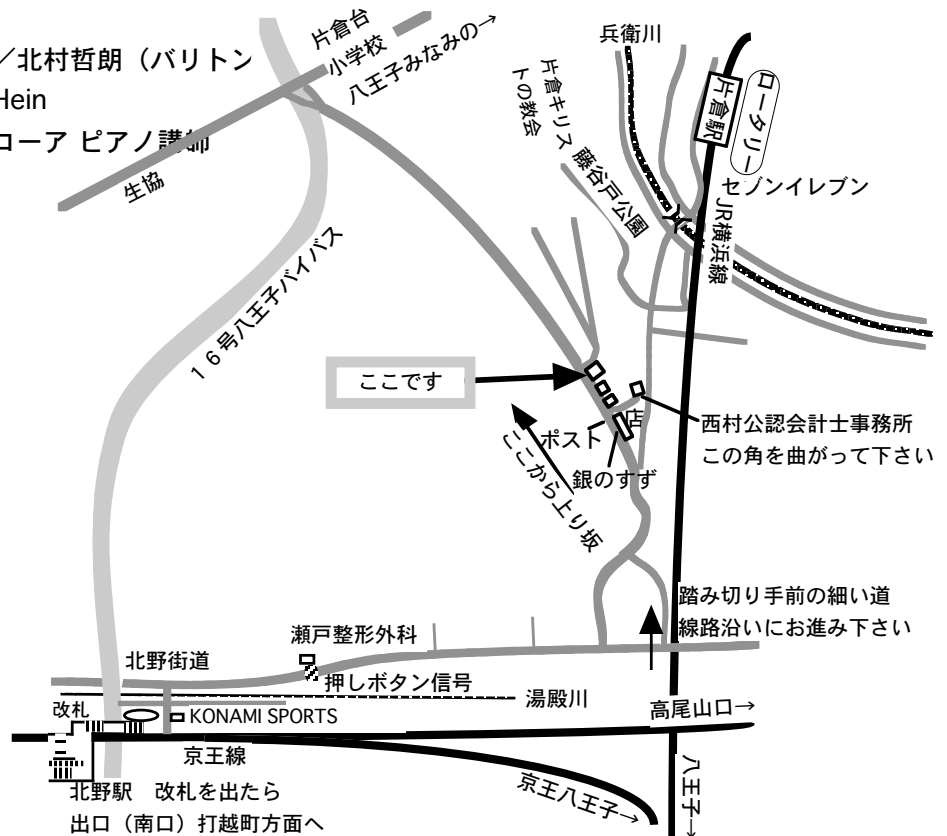 ／北村哲朗（バリトン
Hein
コーア ピアノ講師
片倉台
小学校
八王子みなみの→
生協
16号八王子バイパス
兵衛川
片倉キリス
トの教会
藤谷戸公園
片倉駅
ロータリー
セブンイレブン
JR横浜線
ここです
店
ポスト
銀のすず
ここから上り坂
西村公認会計士事務所
この角を曲がって下さい
踏み切り手前の細い道
線路沿いにお進み下さい
瀬戸整形外科
北野街道
押しボタン信号
湯殿川
改札
KONAMI SPORTS
高尾山口→
京王線
京王八王子→
八王子→
北野駅　改札を出たら
出口（南口）打越町方面へ